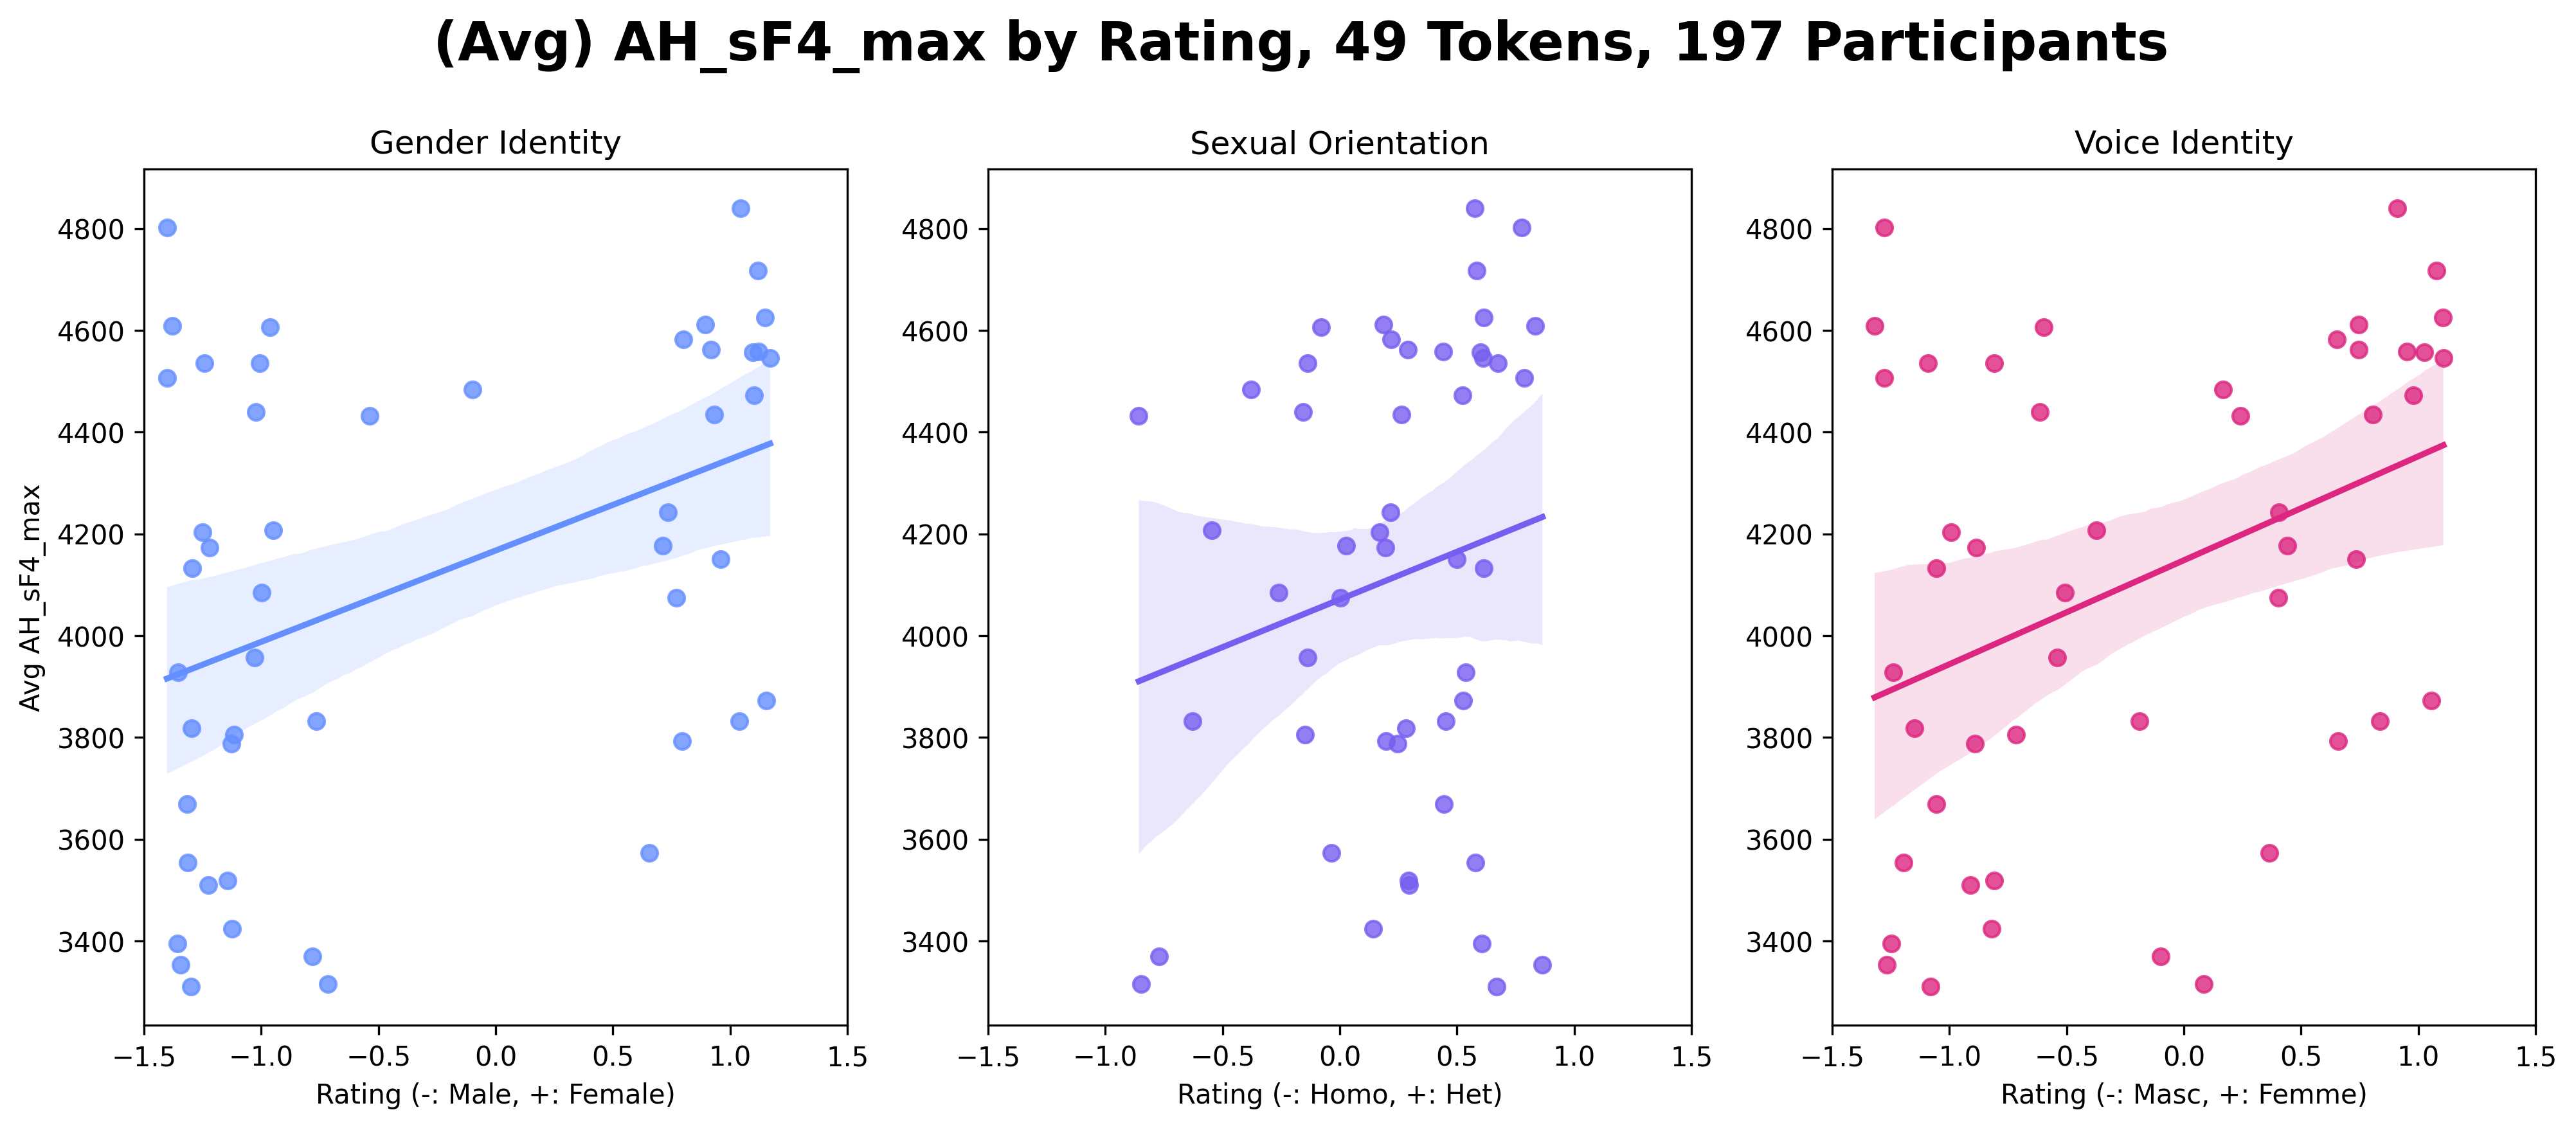 (Avg) AH_sF4_max by Rating, 49 Tokens, 197 Participants
Gender Identity
Sexual Orientation
Voice Identity
Avg AH_sF4_max
4800
4600
4400
4200
4000
3800
3600
3400
−1.5 −1.0 −0.5 0.0 0.5 1.0 1.5
Rating (-: Male, +: Female)
4800
4600
4400
4200
4000
3800
3600
3400
−1.5 −1.0 −0.5 0.0 0.5 1.0 1.5
Rating (-: Homo, +: Het)
4800
4600
4400
4200
4000
3800
3600
3400
−1.5 −1.0 −0.5 0.0 0.5 1.0 1.5
Rating (-: Masc, +: Femme)